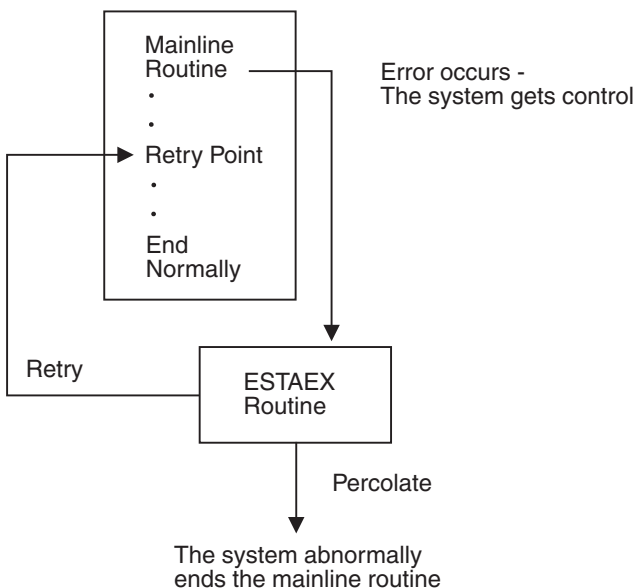 Mainline
Routine
Error occurs -
The system gets control
.
.
Retry Point
.
.
End
Normally
Retry
ESTAEX
Routine
Percolate
The system abnormally
ends the mainline routine